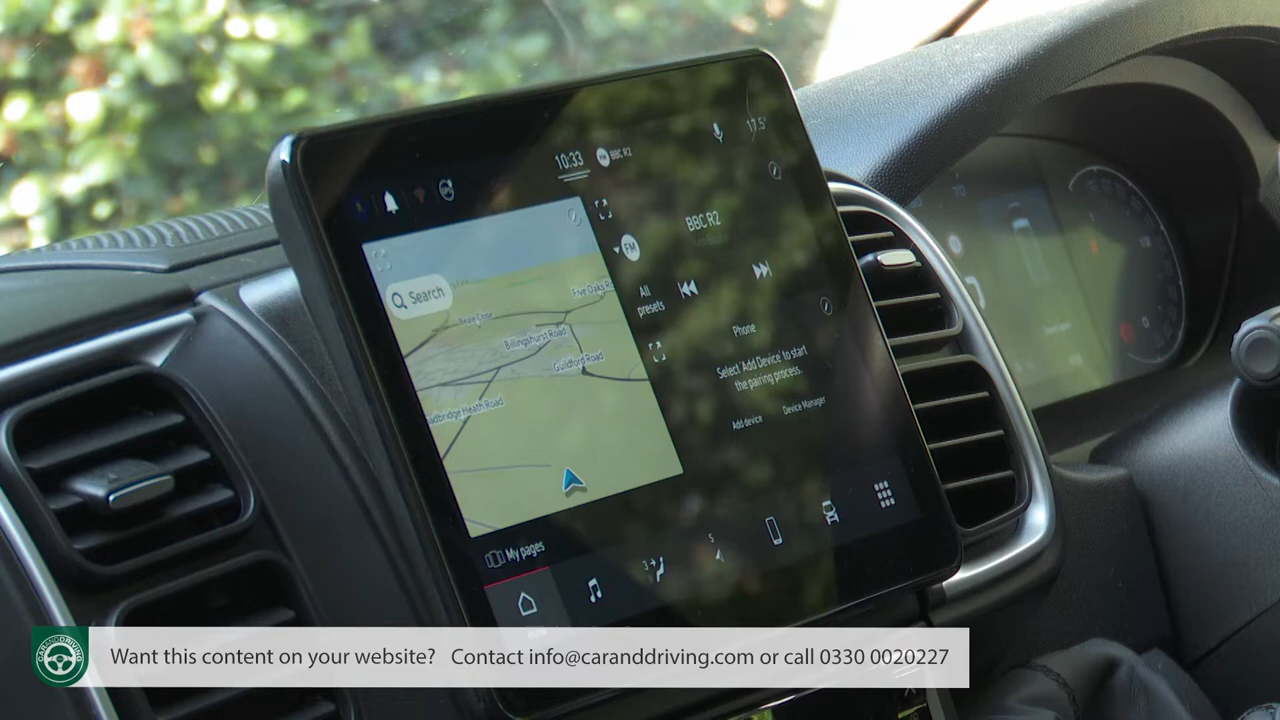 10:33
BBC R2
17.5°
BBC R2
FM
All
presets
Search
Five Oaks R
Billingshurst Road
Guildford Road
adbridge Heath Road
Phone
Select 'Add Device' to start
the pairing process.
Add device
Device Manager
My pages
CARANDDRIVING
Want this content on your website? Contact info@caranddriving.com or call 0330 0020227